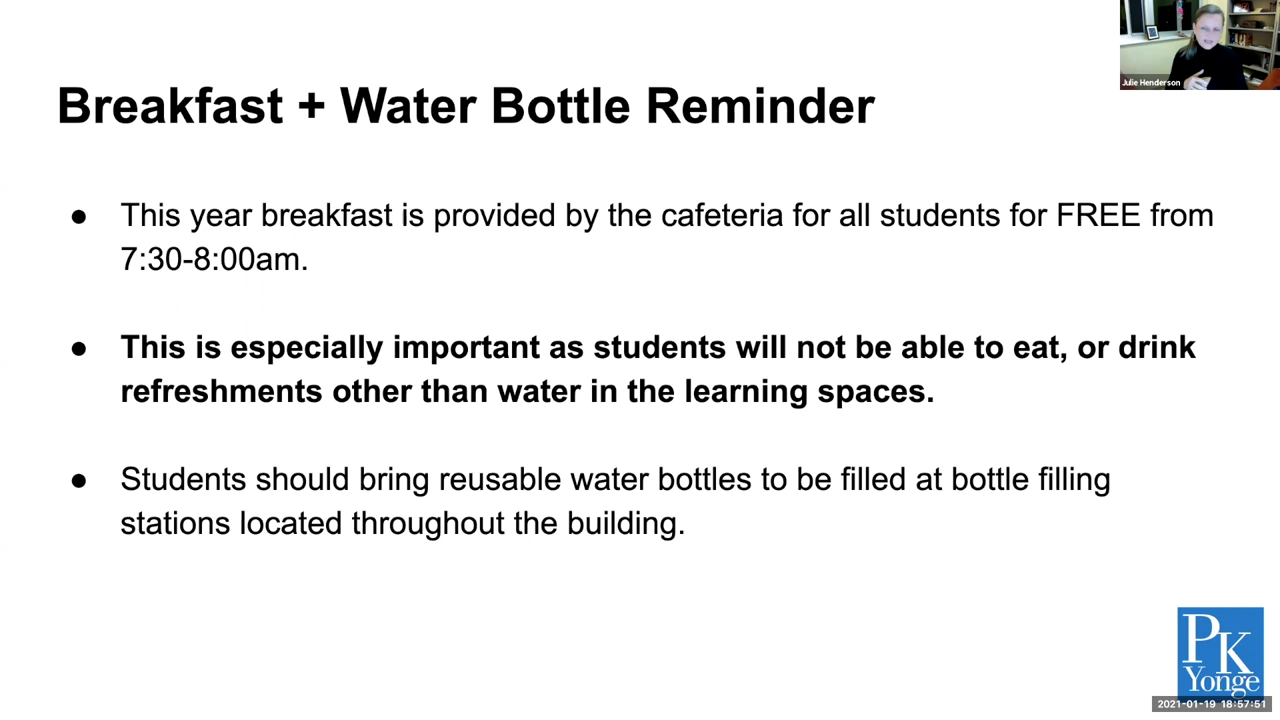 Julie Henderson
Breakfast + Water Bottle Reminder
● This year breakfast is provided by the cafeteria for all students for FREE from
7:30-8:00am.
● This is especially important as students will not be able to eat, or drink
refreshments other than water in the learning spaces.
● Students should bring reusable water bottles to be filled at bottle filling
stations located throughout the building.
PK
Yonge
2021-01-19 18:57:51